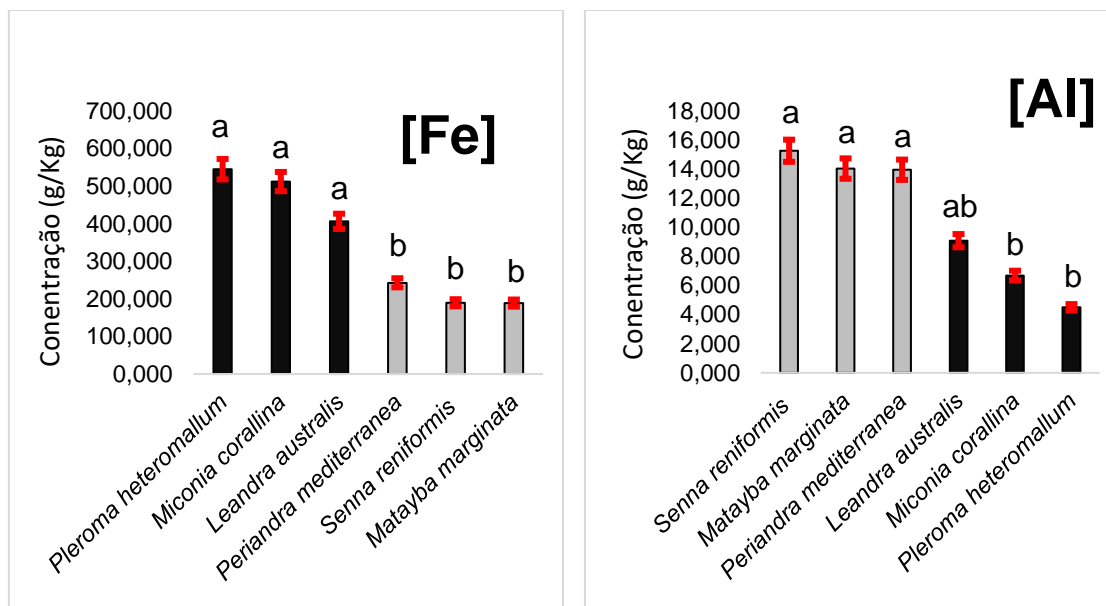 [Fe]
Conentração (g/Kg)
700,000
600,000
500,000
400,000
300,000
200,000
100,000
0,000
a
a
a
b
b
b
Pleroma heteromallum
Miconia corallina
Leandra australis
Periandra mediterranea
Senna reniformis
Matayba marginata
[Al]
Conentração (g/Kg)
18,000
16,000
14,000
12,000
10,000
8,000
6,000
4,000
2,000
0,000
a
a
a
ab
b
b
Senna reniformis
Matayba marginata
Periandra mediterranea
Leandra australis
Miconia corallina
Pleroma heteromallum